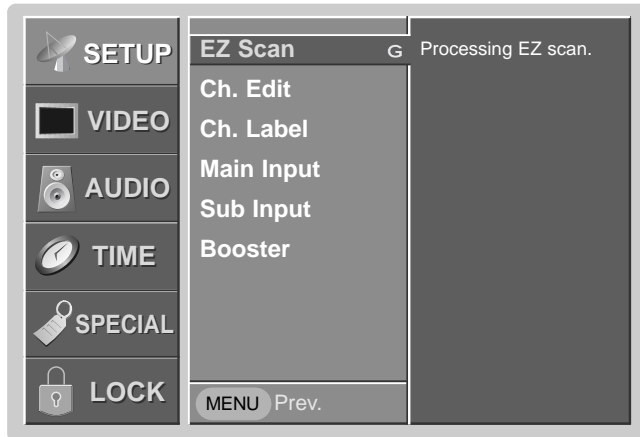 SETUP
VIDEO
AUDIO
TIME
SPECIAL
LOCK
EZ Scan G
Ch. Edit
Ch. Label
Main Input
Sub Input
Booster
MENU Prev.
Processing EZ scan.